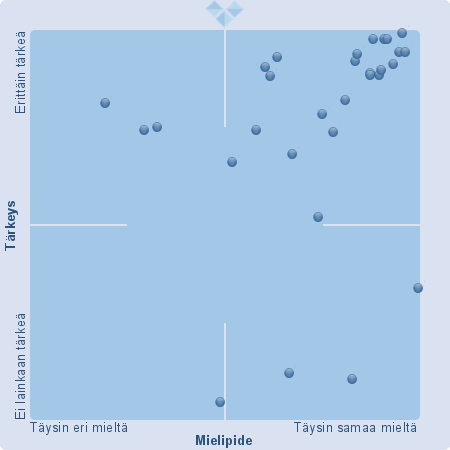 Erittäin tärkeä
Tärkeys
Ei lainkaan tärkeä
Täysin eri mieltä
Täysin samaa mieltä
Mielipide